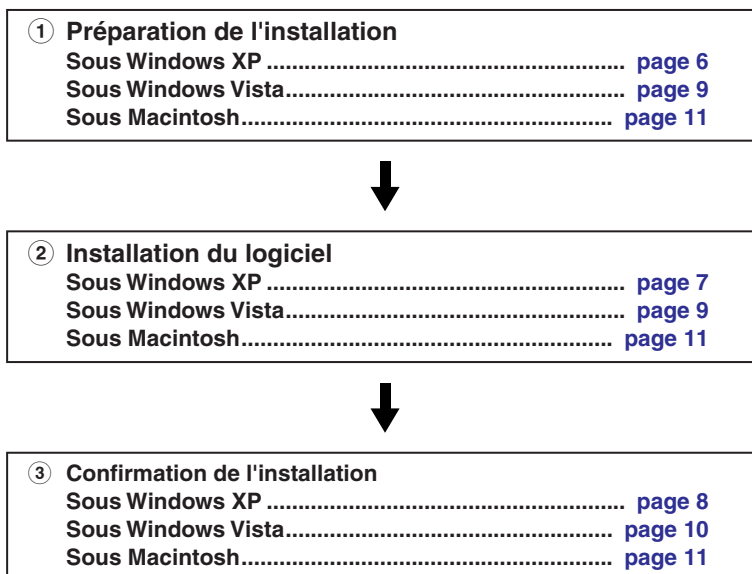 ① Préparation de l'installation
Sous Windows XP ........................................................... page 6
Sous Windows Vista........................................................ page 9
Sous Macintosh............................................................. page 11
② Installation du logiciel
Sous Windows XP ........................................................... page 7
Sous Windows Vista........................................................ page 9
Sous Macintosh............................................................. page 11
③ Confirmation de l'installation
Sous Windows XP ........................................................... page 8
Sous Windows Vista...................................................... page 10
Sous Macintosh............................................................. page 11